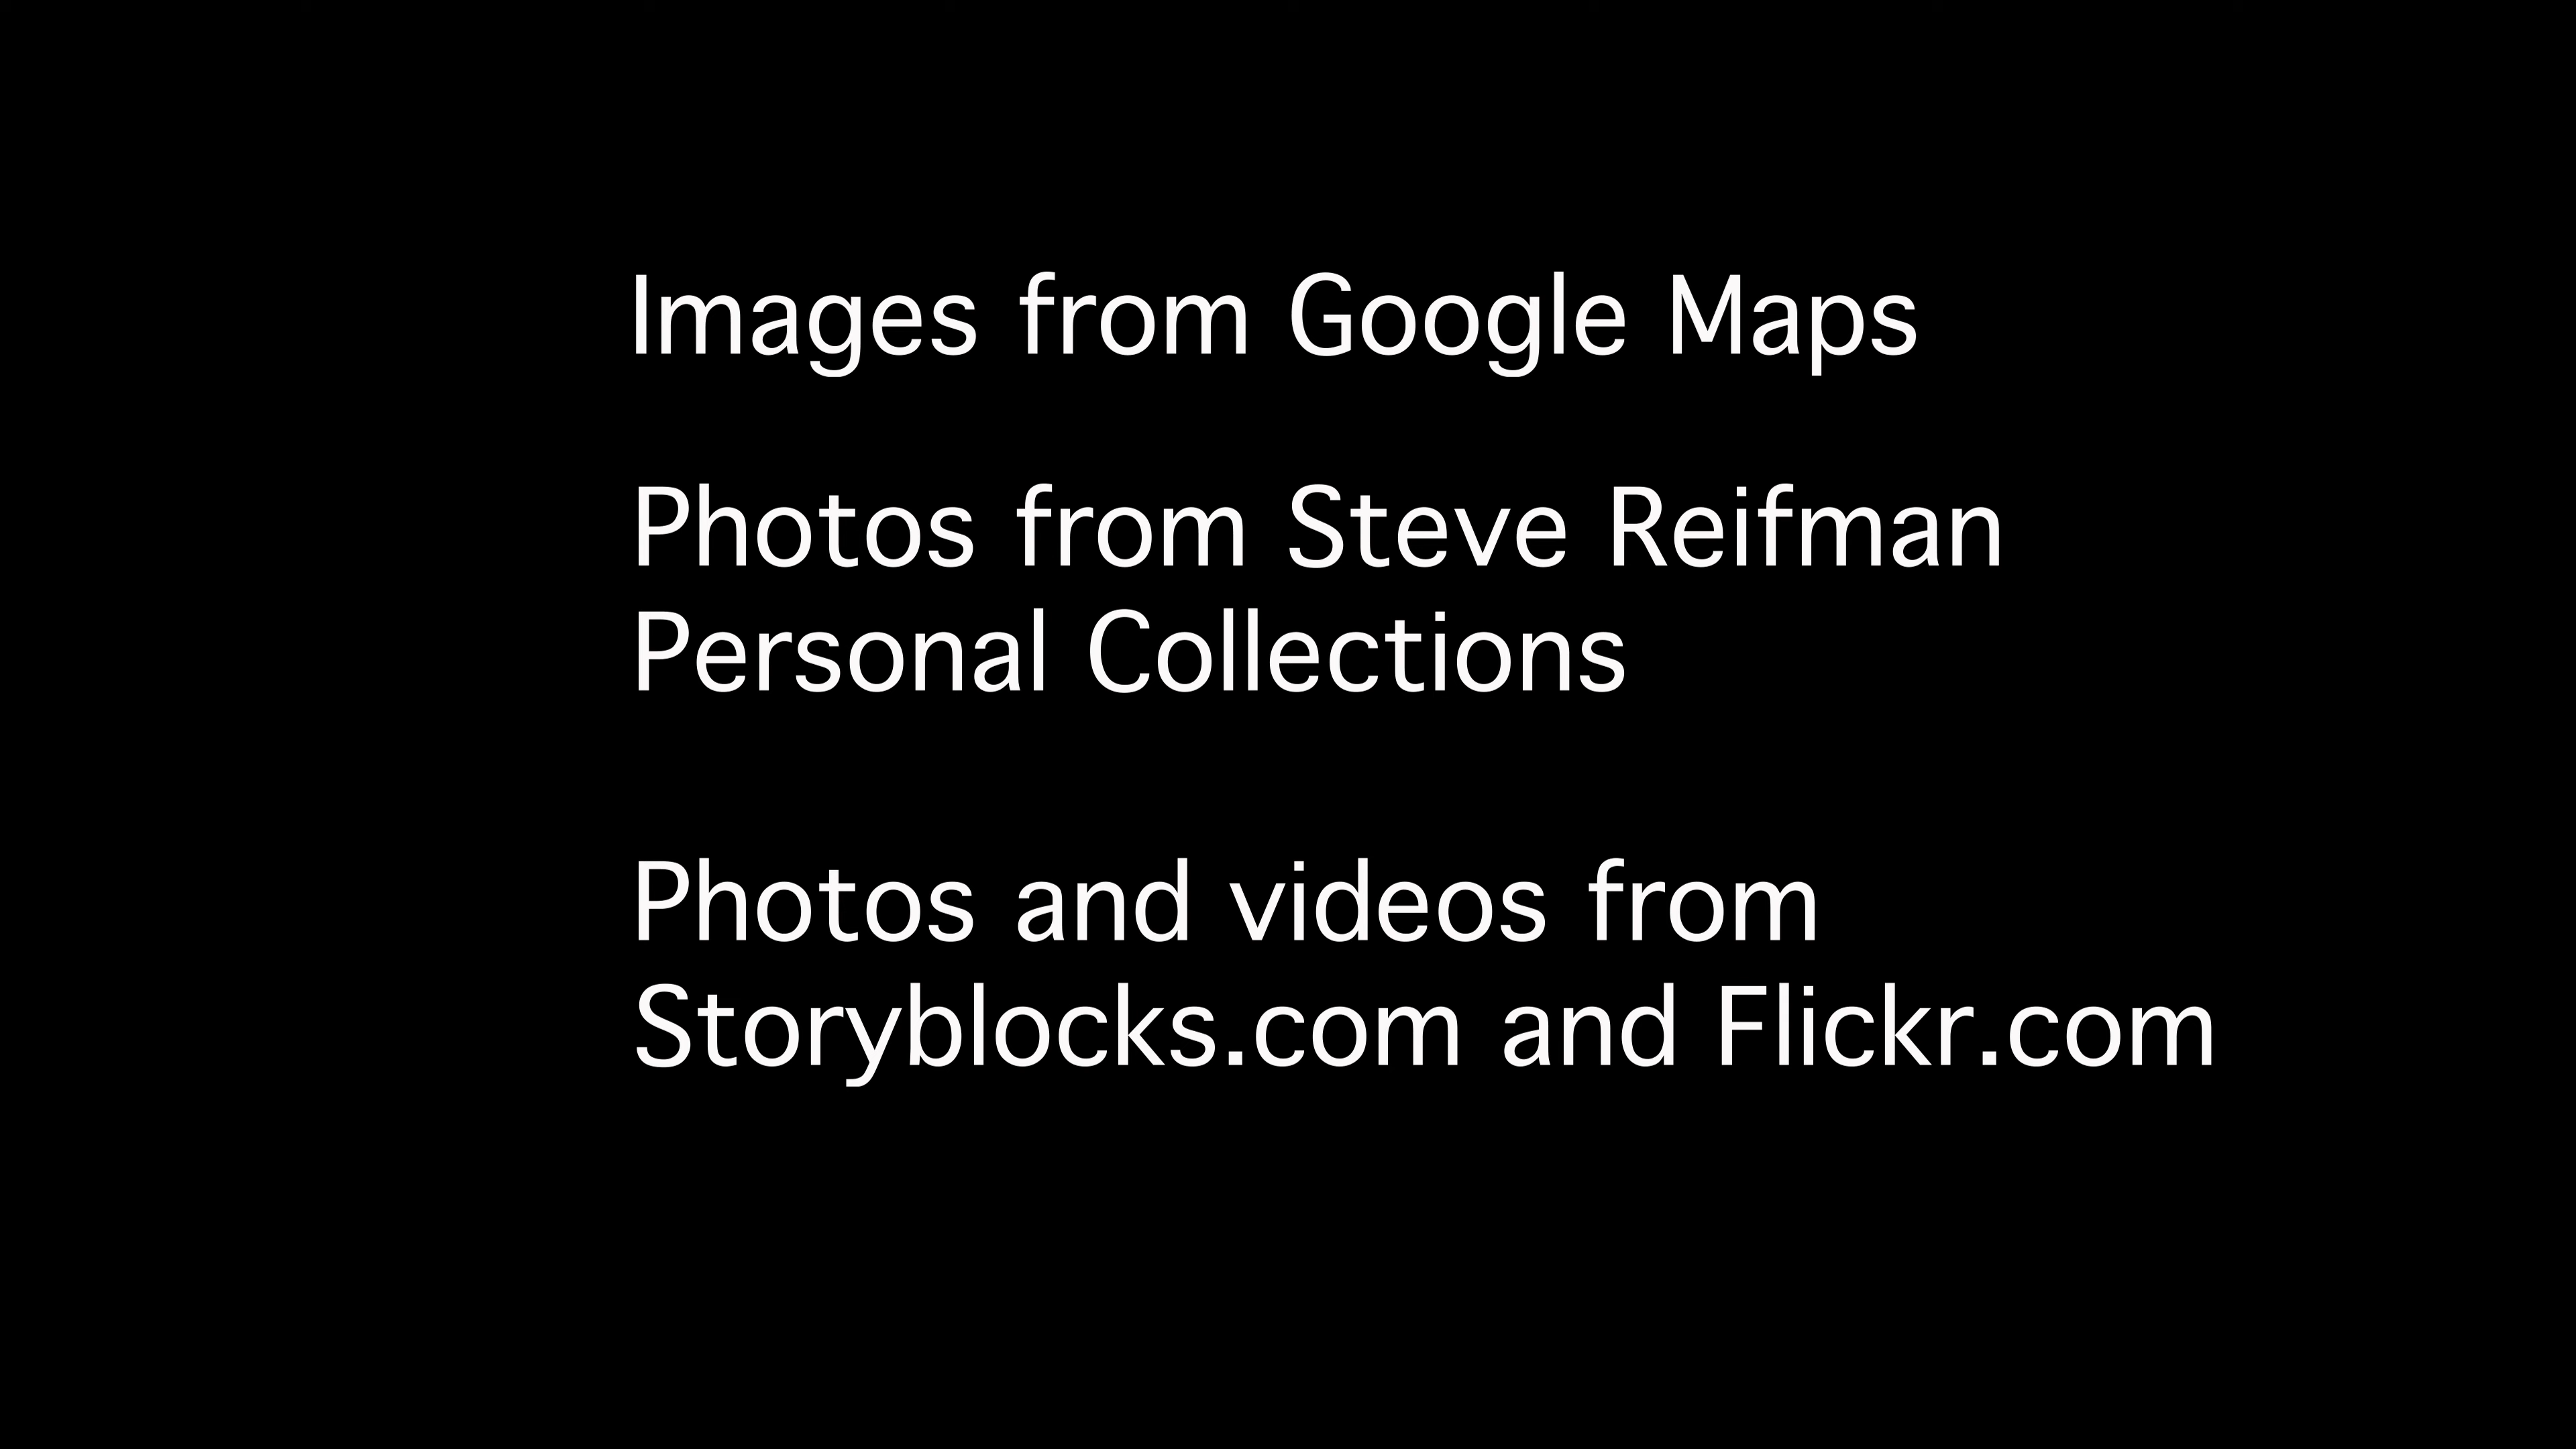 Images from Google Maps
Photos from Steve Reifman
Personal Collections
Photos and videos from
Storyblocks.com and Flickr.com